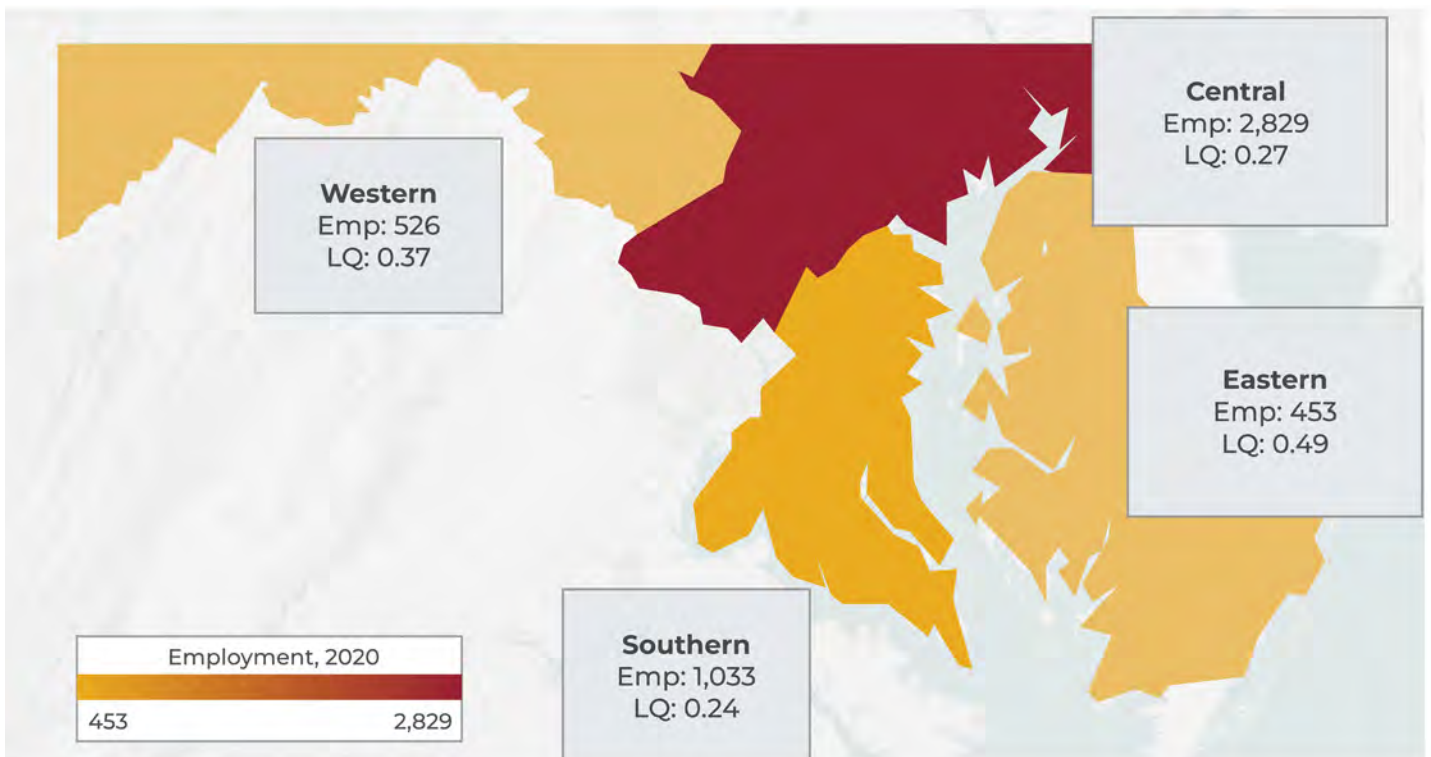 Central
Emp: 2,829
LQ: 0.27
Western
Emp: 526
LQ: 0.37
Eastern
Emp: 453
LQ: 0.49
Southern
Emp: 1,033
LQ: 0.24
Employment, 2020
453 2,829